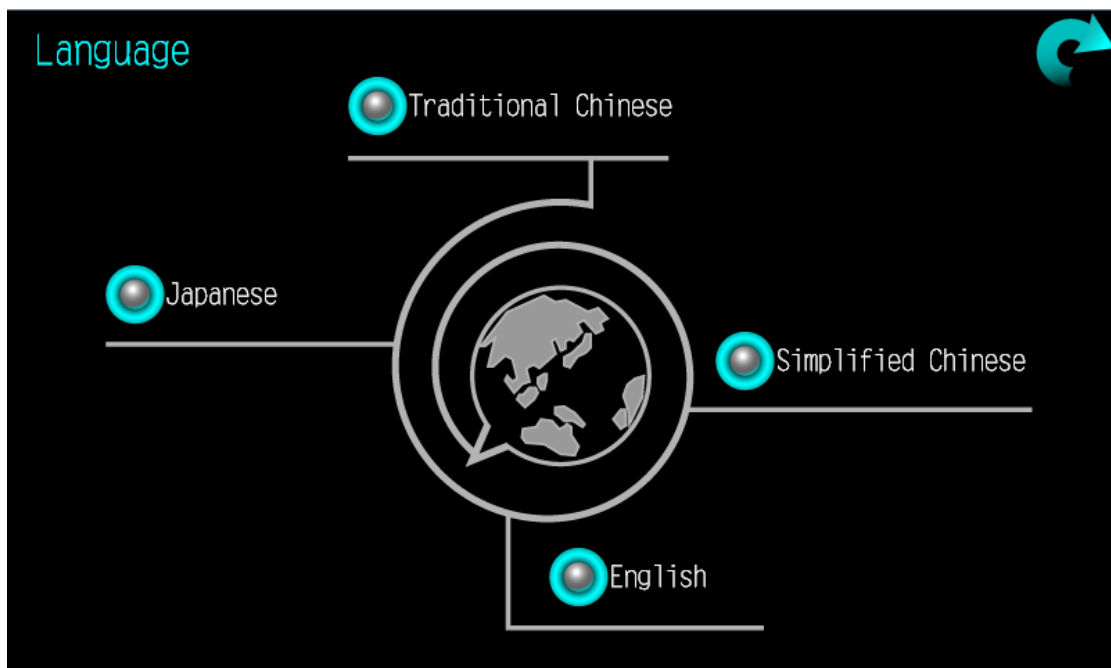 Language
Traditional Chinese
Japanese
Simplified Chinese
English